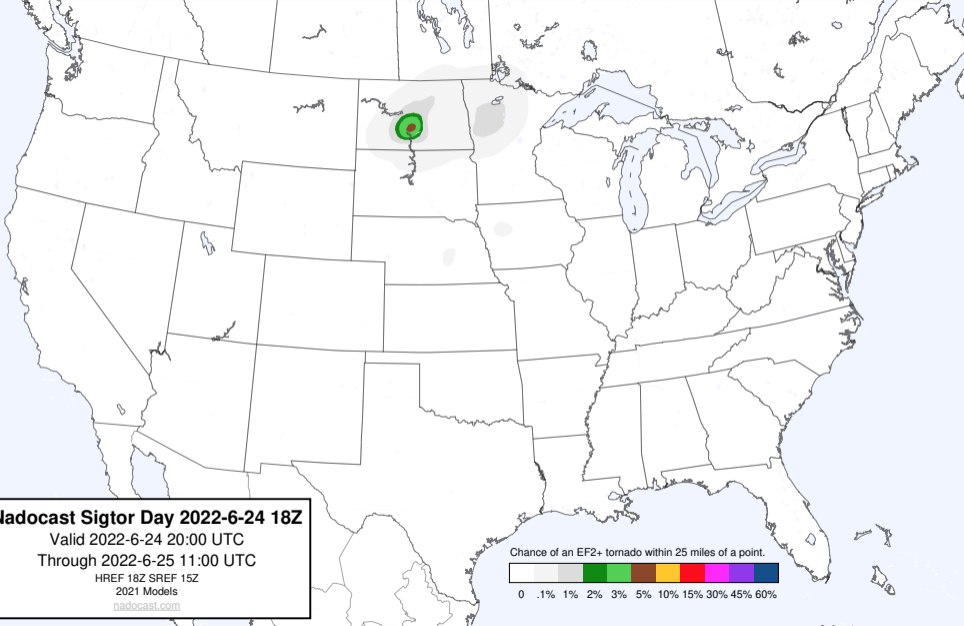 Nadocast Sigtor Day 2022-6-24 18Z
Valid 2022-6-24 20:00 UTC
Through 2022-6-25 11:00 UTC
HREF 18Z SREF 15Z
2021 Models
nadocast.com
Chance of an EF2+ tornado within 25 miles of a point.
0 .1% 1% 2% 3% 5% 10% 15% 30% 45% 60%